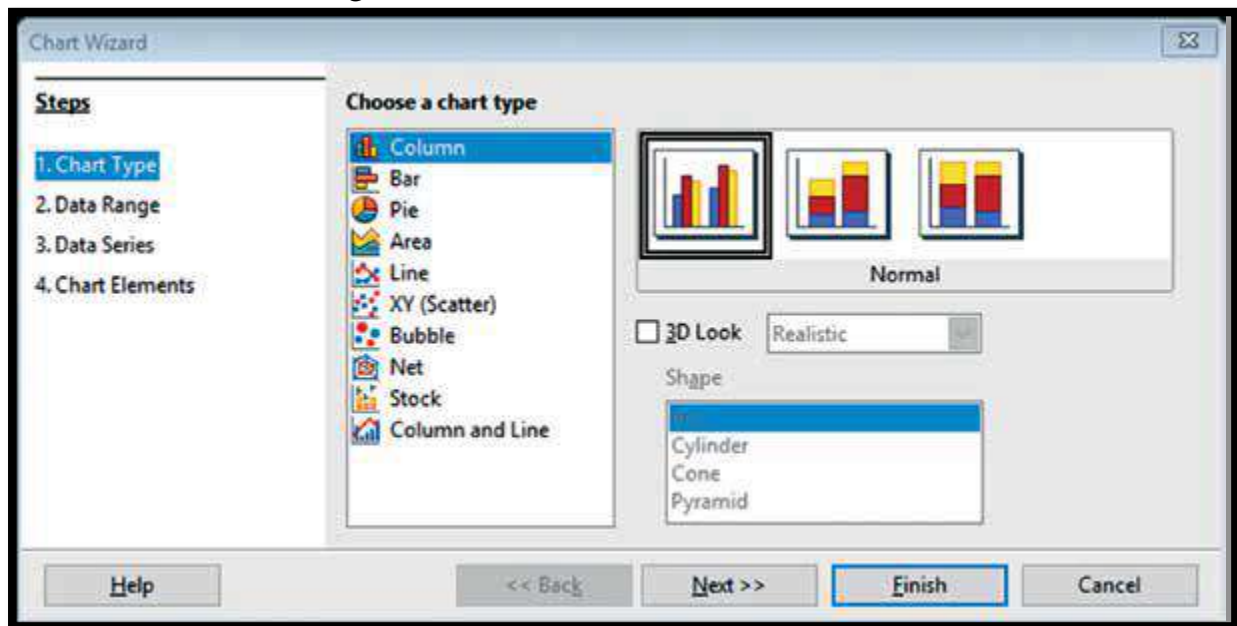 Chart Wizard
Steps
1. Chart Type
2. Data Range
3. Data Series
4. Chart Elements
Choose a chart type
Column
Bar
Pie
Area
Line
XY (Scatter)
Bubble
Net
Stock
Column and Line
Normal
3D Look
Realistic
Shape
Cylinder
Cone
Pyramid
Help
<< Back
Next >>
Finish
Cancel